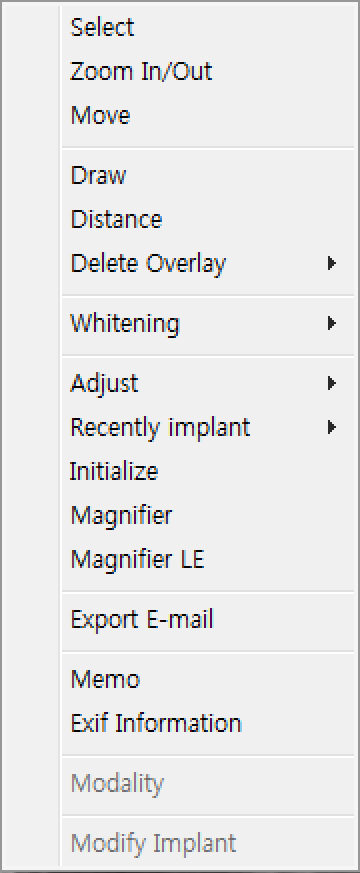 Select
Zoom In/Out
Move
Draw
Distance
Delete Overlay
Whitening
Adjust
Recently implant
Initialize
Magnifier
Magnifier LE
Export E-mail
Memo
Exif Information
Modality
Modify Implant